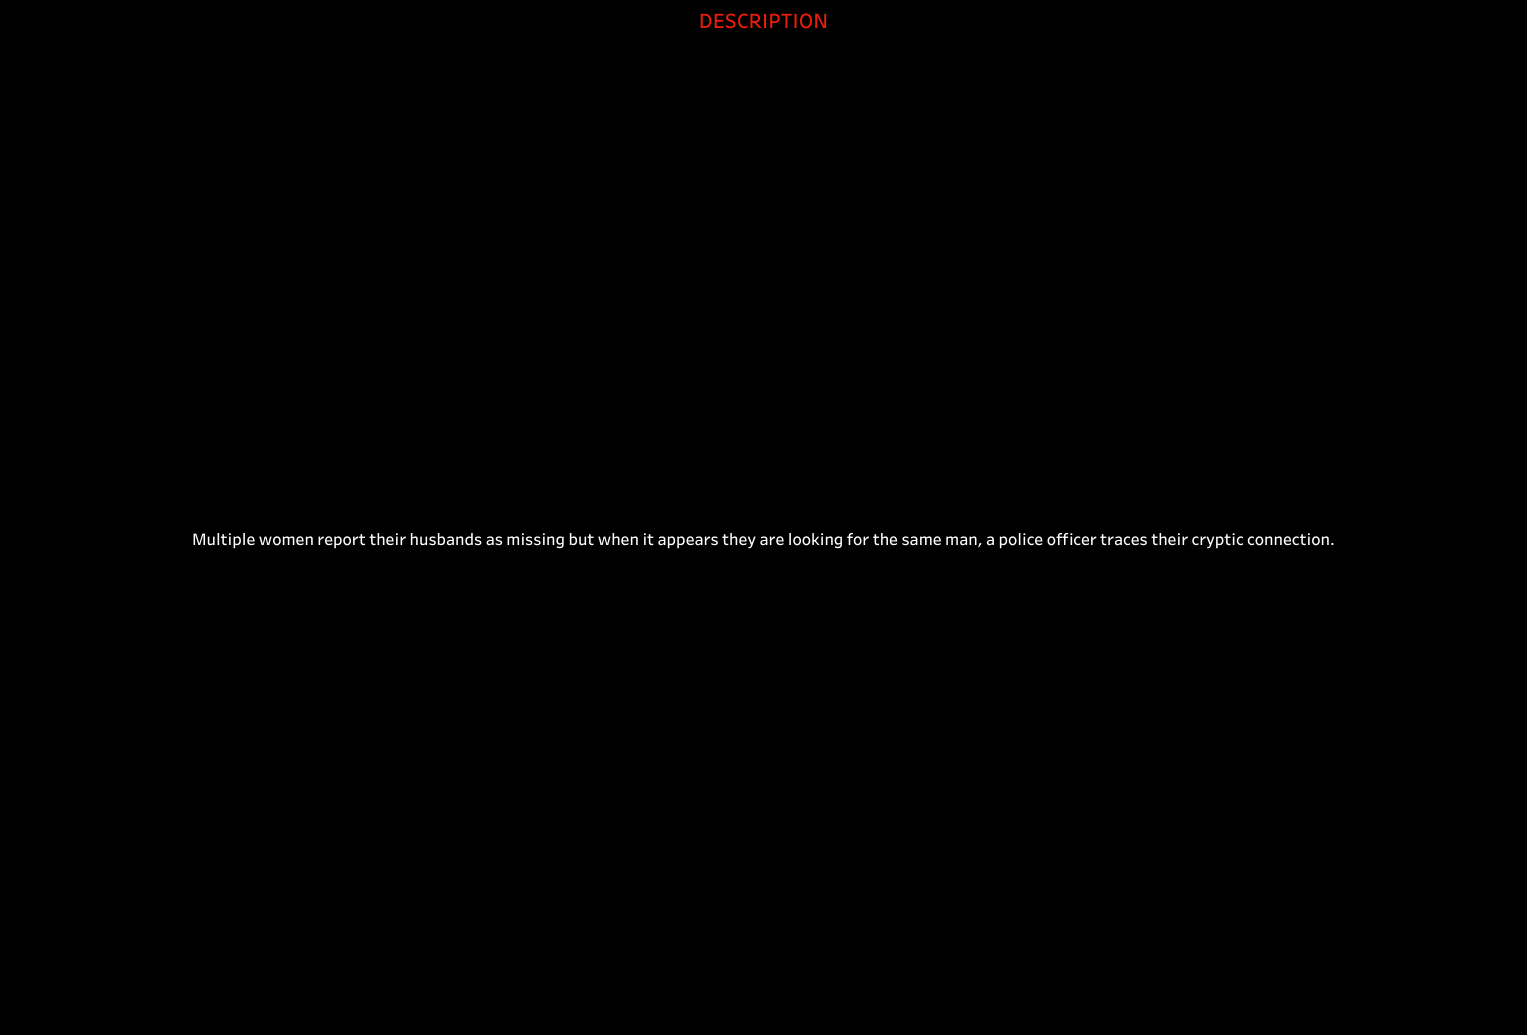 DESCRIPTION
Multiple women report their husbands as missing but when it appears they are looking for the same man, a police officer traces their cryptic connection.